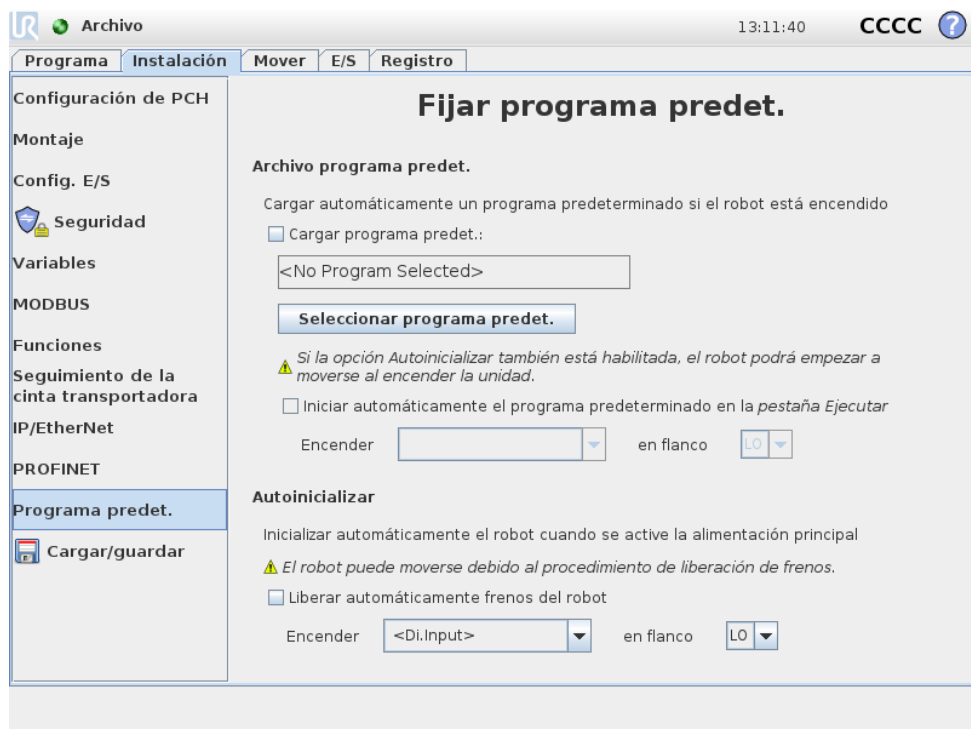 UR Archivo 13:11:40 CCCC ?
Programa Instalación Mover E/S Registro
Configuración de PCH
Montaje
Config. E/S
Seguridad
Variables
MODBUS
Funciones
Seguimiento de la
cinta transportadora
IP/EtherNet
PROFINET
Programa predet.
Cargar/guardar
Fijar programa predet.
Archivo programa predet.
Cargar automáticamente un programa predeterminado si el robot está encendido
Cargar programa predet.:
<No Program Selected>
Seleccionar programa predet.
Si la opción Autoinicializar también está habilitada, el robot podrá empezar a
moverse al encender la unidad.
Iniciar automáticamente el programa predeterminado en la pestaña Ejecutar
Encender en flanco LO
Autoinicializar
Inicializar automáticamente el robot cuando se active la alimentación principal
El robot puede moverse debido al procedimiento de liberación de frenos.
Liberar automáticamente frenos del robot
Encender <Di.Input> en flanco LO